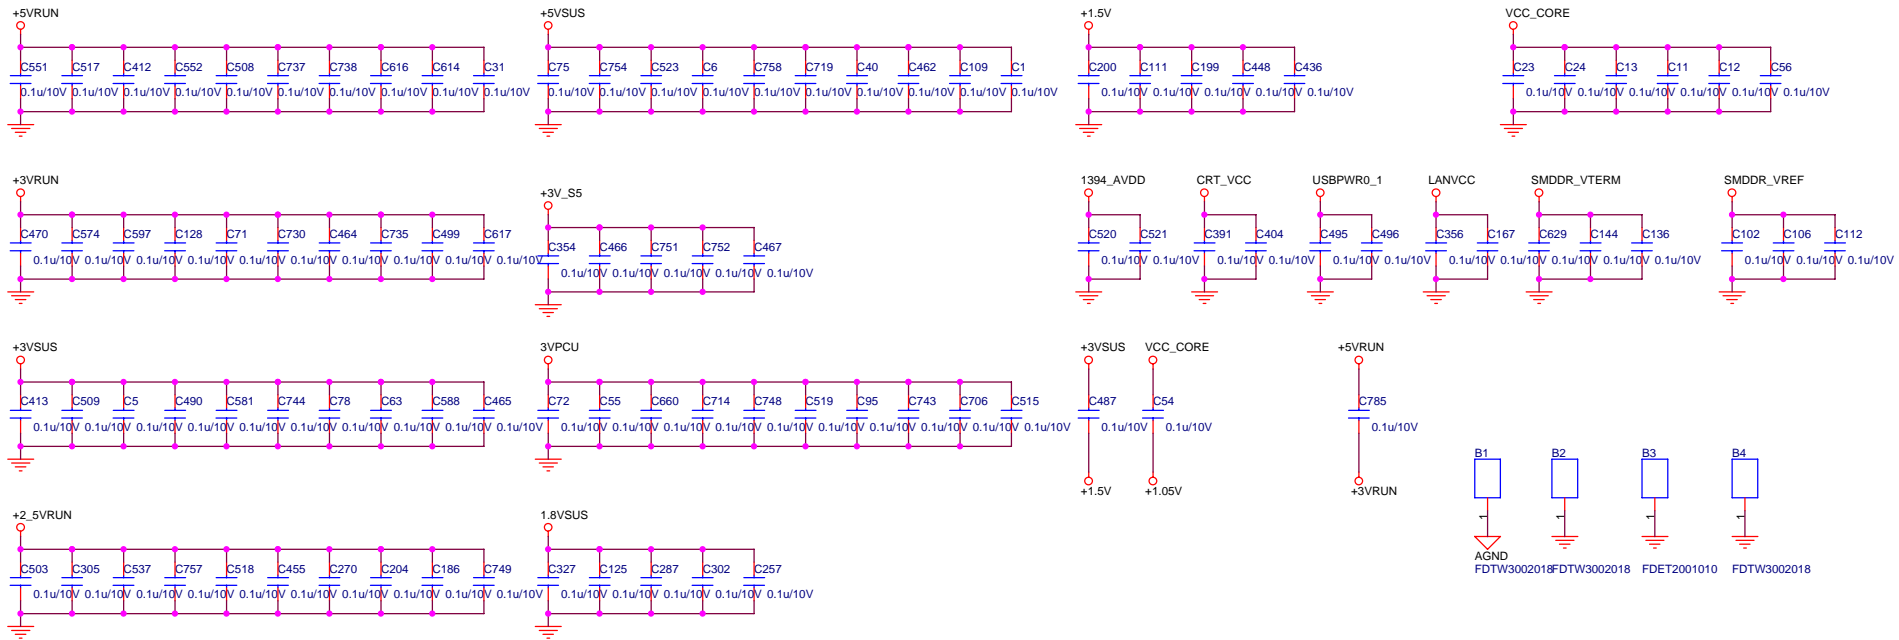 +5VRUN
C551 C517 C412 C552 C508 C737 C738 C616 C614 C31
0.1u/10V 0.1u/10V 0.1u/10V 0.1u/10V 0.1u/10V 0.1u/10V 0.1u/10V 0.1u/10V 0.1u/10V 0.1u/10V
+5VSUS
C75 C754 C523 C6 C758 C719 C40 C462 C109 C1
0.1u/10V 0.1u/10V 0.1u/10V 0.1u/10V 0.1u/10V 0.1u/10V 0.1u/10V 0.1u/10V 0.1u/10V 0.1u/10V
+1.5V
C200 C111 C199 C448 C436
0.1u/10V 0.1u/10V 0.1u/10V 0.1u/10V 0.1u/10V
VCC_CORE
C23 C24 C13 C11 C12 C56
0.1u/10V 0.1u/10V 0.1u/10V 0.1u/10V 0.1u/10V 0.1u/10V
+3VRUN
C470 C574 C597 C128 C71 C730 C464 C735 C499 C617
0.1u/10V 0.1u/10V 0.1u/10V 0.1u/10V 0.1u/10V 0.1u/10V 0.1u/10V 0.1u/10V 0.1u/10V 0.1u/10V
+3V_S5
C354 C466 C751 C752 C467
0.1u/10V 0.1u/10V 0.1u/10V 0.1u/10V 0.1u/10V
1394_AVDD
C520 C521
0.1u/10V 0.1u/10V
CRT_VCC
C391 C404
0.1u/10V 0.1u/10V
USBPWR0_1
C495 C496
0.1u/10V 0.1u/10V
LANVCC
C356 C167
0.1u/10V 0.1u/10V
SMDDR_VTERM
C629 C144 C136
0.1u/10V 0.1u/10V 0.1u/10V
SMDDR_VREF
C102 C106 C112
0.1u/10V 0.1u/10V 0.1u/10V
+3VSUS
C413 C509 C5 C490 C581 C744 C78 C63 C588 C465
0.1u/10V 0.1u/10V 0.1u/10V 0.1u/10V 0.1u/10V 0.1u/10V 0.1u/10V 0.1u/10V 0.1u/10V 0.1u/10V
3VPCU
C72 C55 C660 C714 C748 C519 C95 C743 C706 C515
0.1u/10V 0.1u/10V 0.1u/10V 0.1u/10V 0.1u/10V 0.1u/10V 0.1u/10V 0.1u/10V 0.1u/10V 0.1u/10V
+3VSUS
C487
0.1u/10V
+1.5V
VCC_CORE
C54
0.1u/10V
+1.05V
+5VRUN
C785
0.1u/10V
+3VRUN
B1
1
AGND
FDTW3002018
B2
1
FDTW3002018
B3
1
FDET2001010
B4
1
FDTW3002018
+2_5VRUN
C503 C305 C537 C757 C518 C455 C270 C204 C186 C749
0.1u/10V 0.1u/10V 0.1u/10V 0.1u/10V 0.1u/10V 0.1u/10V 0.1u/10V 0.1u/10V 0.1u/10V 0.1u/10V
1.8VSUS
C327 C125 C287 C302 C257
0.1u/10V 0.1u/10V 0.1u/10V 0.1u/10V 0.1u/10V